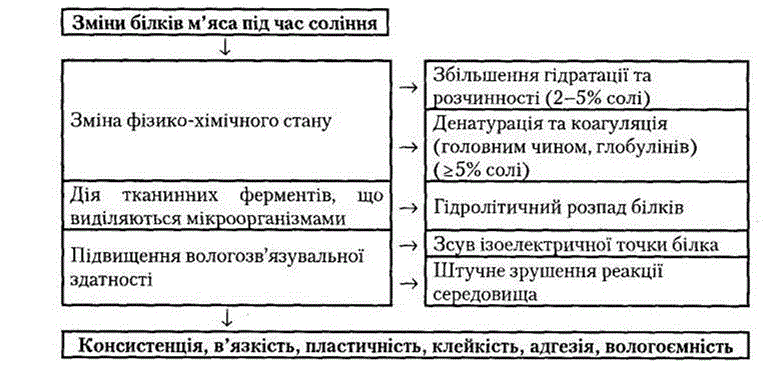 Зміни білків м’яса під час соління
↓
Зміна фізико-хімічного стану
→
Збільшення гідратації та
розчинності (2–5% солі)
→
Денатурація та коагуляція
(головним чином, глобулінів)
(≥5% солі)
Дія тканинних ферментів, що
виділяються мікроорганізмами
→
Гідролітичний розпад білків
Підвищення вологозв’язувальної
здатності
→
Зсув ізоелектричної точки білка
→
Штучне зрушення реакції
середовища
↓
Консистенція, в’язкість, пластичність, клейкість, адгезія, вологоємність